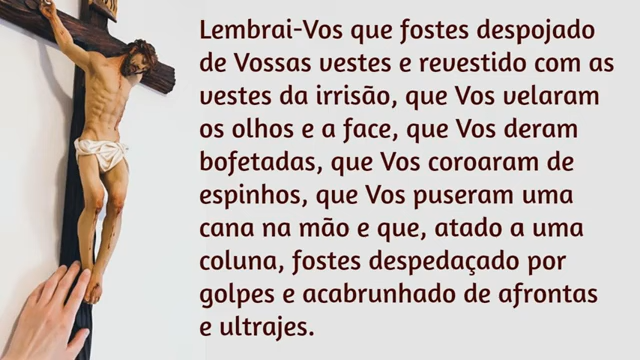 Lembrai-Vos que fostes despojado
de Vossas vestes e revestido com as
vestes da irrisão, que Vos velaram
os olhos e a face, que Vos deram
bofetadas, que Vos coroaram de
espinhos, que Vos puseram uma
cana na mão e que, atado a uma
coluna, fostes despedaçado por
golpes e acabrunhado de afrontas
e ultrajes.